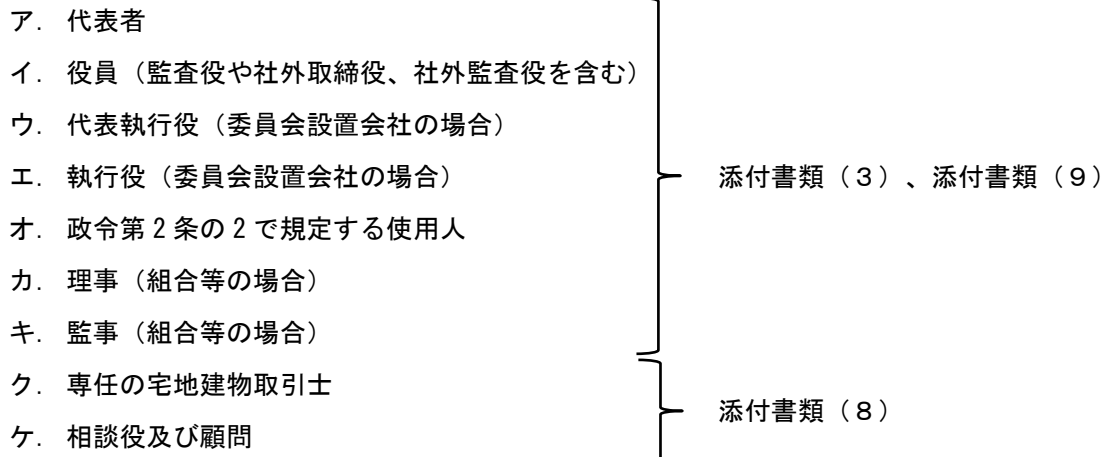 ア. 代表者
イ. 役員（監査役や社外取締役、社外監査役を含む）
ウ. 代表執行役（委員会設置会社の場合）
エ. 執行役（委員会設置会社の場合）
オ. 政令第2条の2で規定する使用人
カ. 理事（組合等の場合）
キ. 監事（組合等の場合）
添付書類（３）、添付書類（９）
ク. 専任の宅地建物取引士
ケ. 相談役及び顧問
添付書類（８）